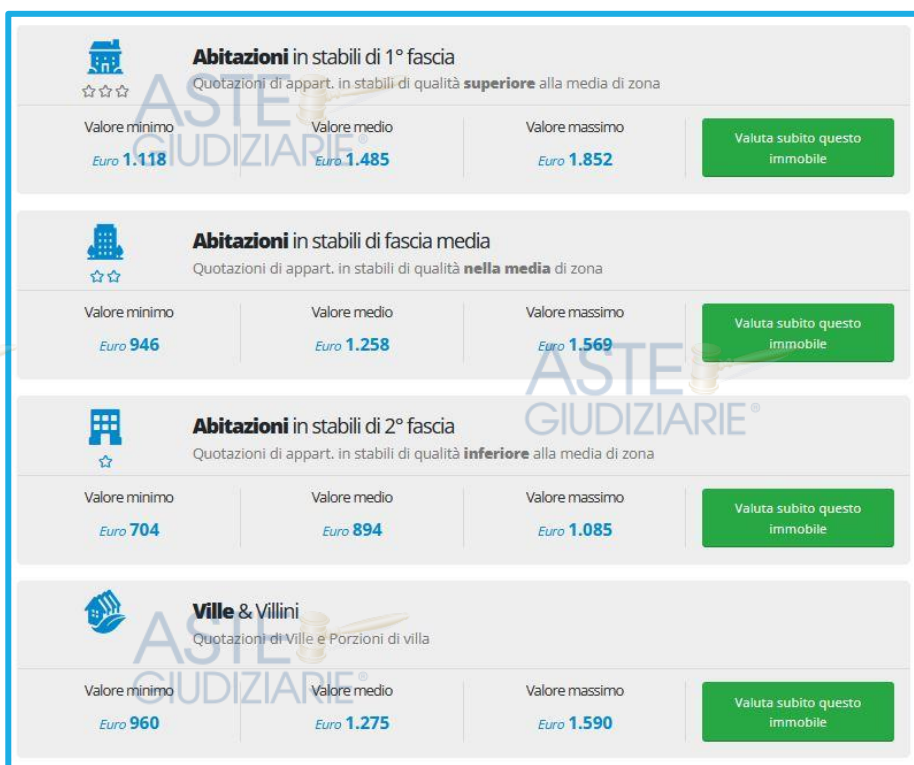 Abitazioni in stabili di 1° fascia
Quotazioni di appart. in stabili di qualità superiore alla media di zona
Valore minimo Valore medio Valore massimo
Euro 1.118 Euro 1.485 Euro 1.852
Valuta subito questo
immobile
ASTE
GIUDIZIARIE®
Abitazioni in stabili di fascia media
Quotazioni di appart. in stabili di qualità nella media di zona
Valore minimo Valore medio Valore massimo
Euro 946 Euro 1.258 Euro 1.569
Valuta subito questo
immobile
ASTE
GIUDIZIARIE®
Abitazioni in stabili di 2° fascia
Quotazioni di appart. in stabili di qualità inferiore alla media di zona
Valore minimo Valore medio Valore massimo
Euro 704 Euro 894 Euro 1.085
Valuta subito questo
immobile
Ville & Villini
Quotazioni di Ville e Porzioni di villa
Valore minimo Valore medio Valore massimo
Euro 960 Euro 1.275 Euro 1.590
Valuta subito questo
immobile
ASTE
GIUDIZIARIE®